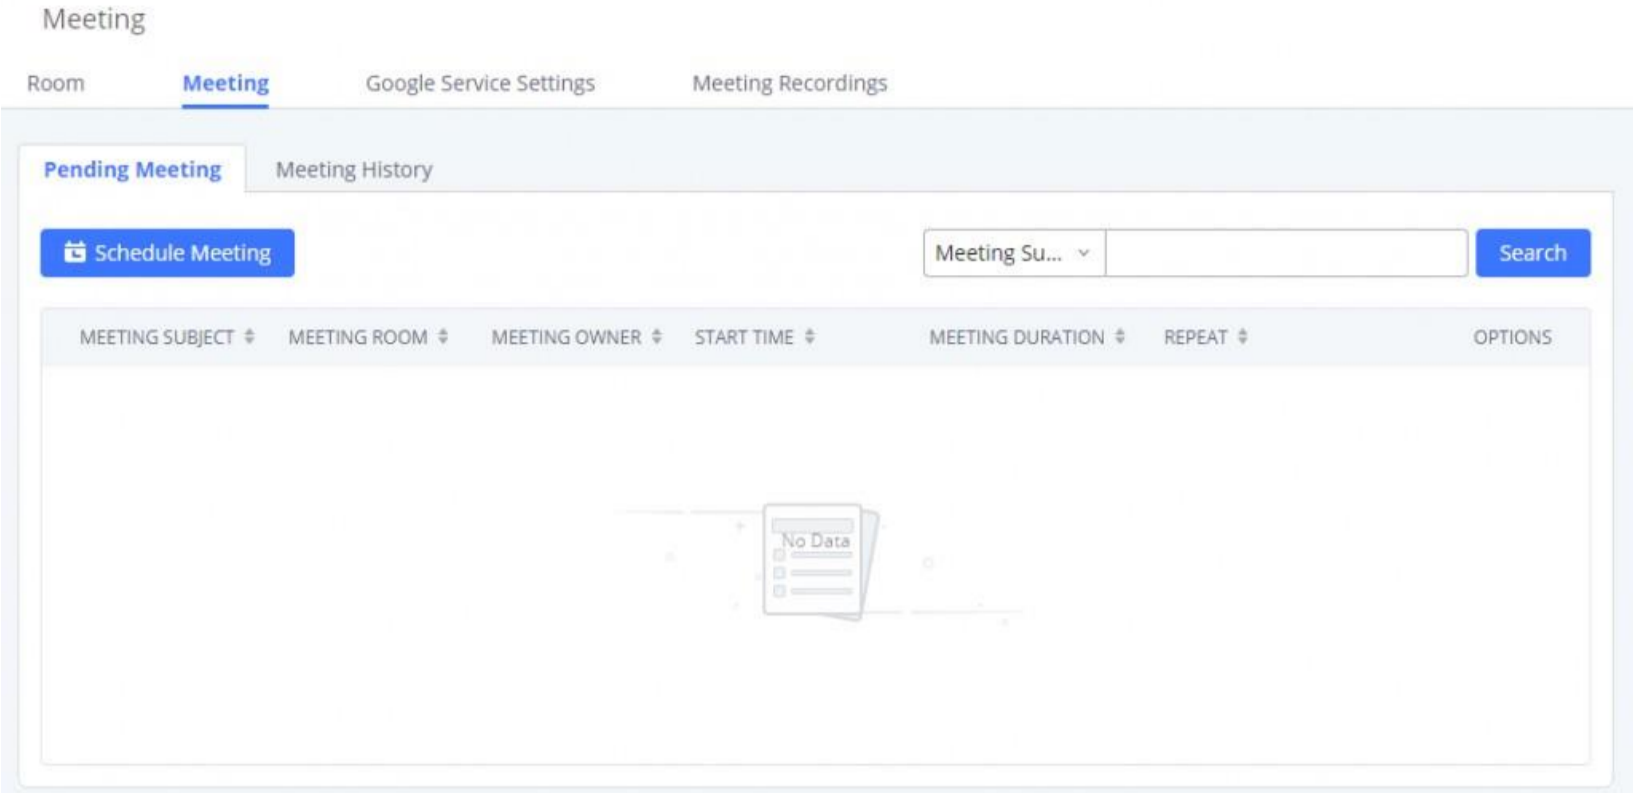 Meeting
Room Meeting Google Service Settings Meeting Recordings
Pending Meeting Meeting History
Schedule Meeting Meeting Su... Search
MEETING SUBJECT MEETING ROOM MEETING OWNER START TIME MEETING DURATION REPEAT OPTIONS
No Data